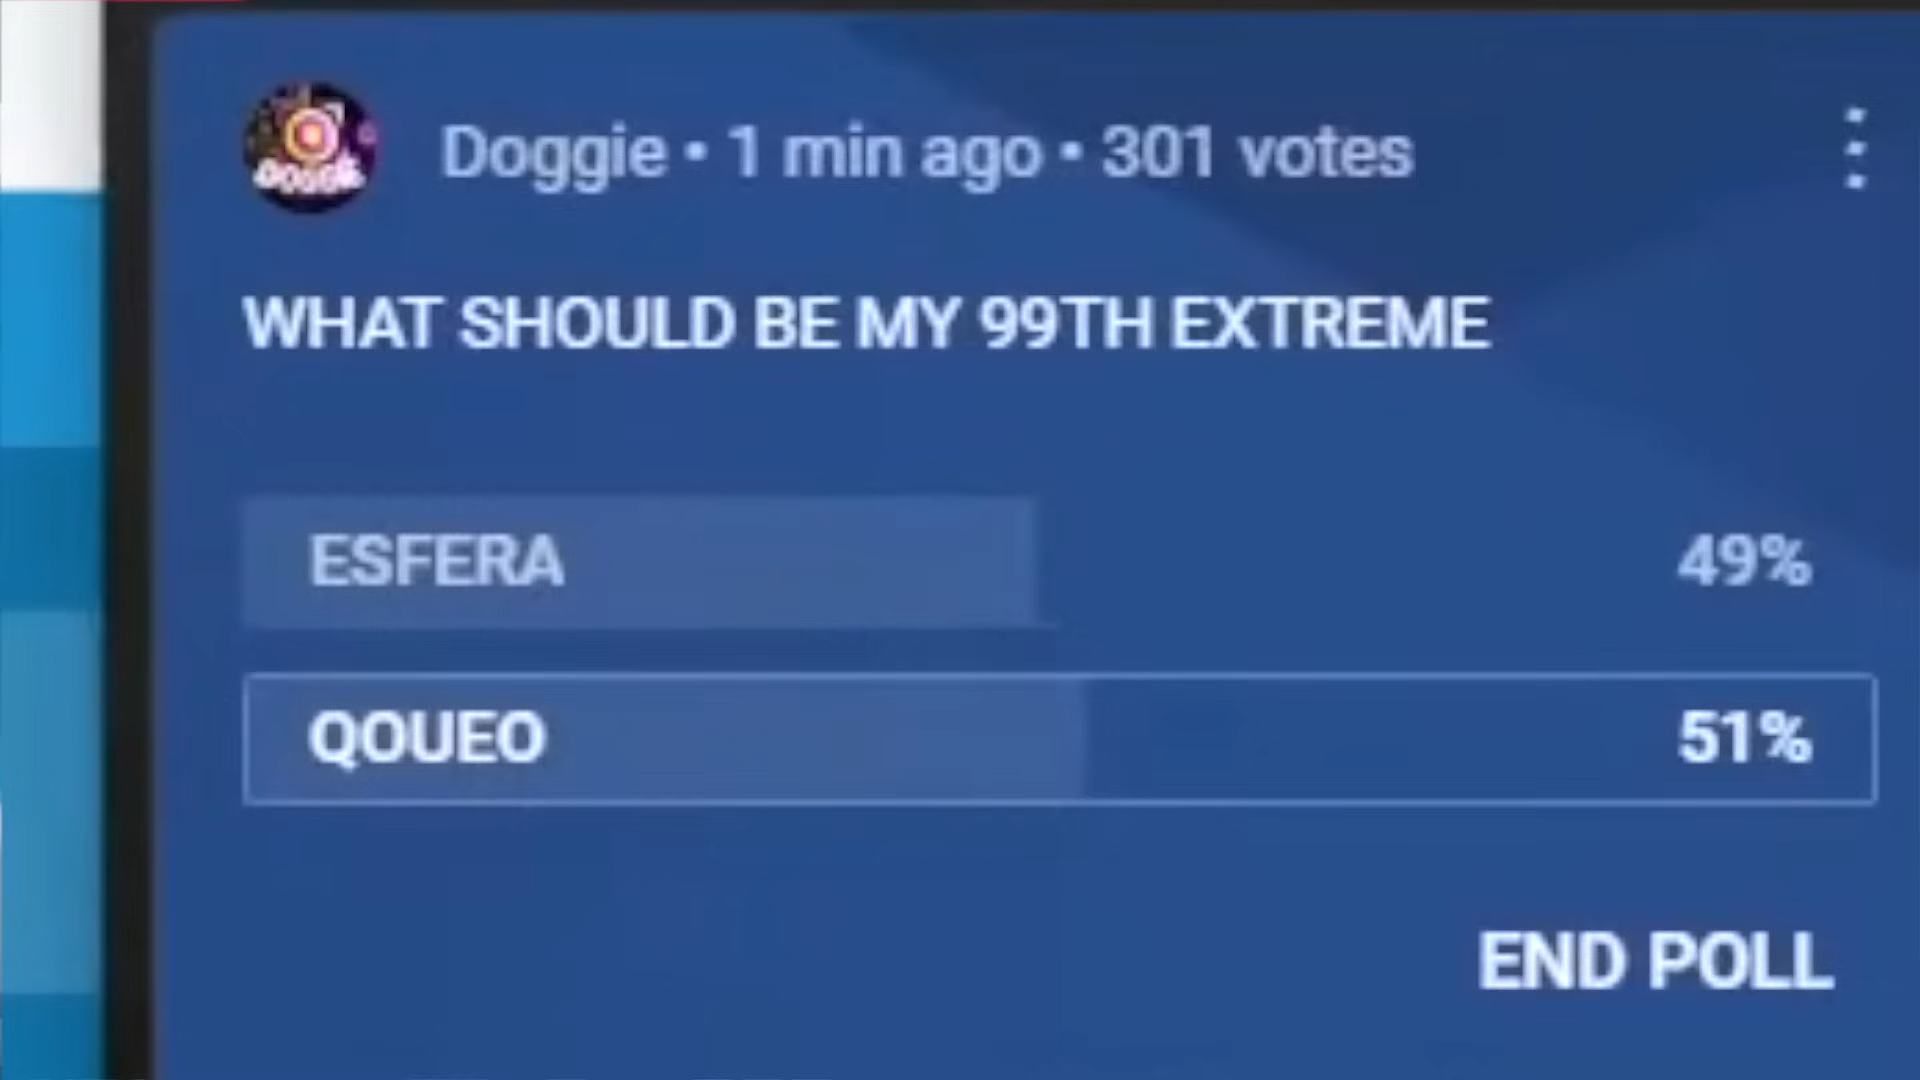 Doggie • 1 min ago • 301 votes
WHAT SHOULD BE MY 99TH EXTREME
ESFERA 49%
QOUEO 51%
END POLL